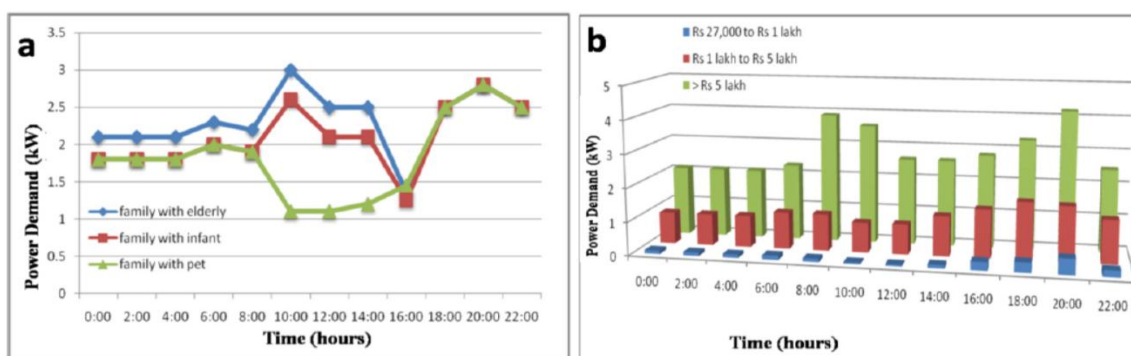 a
3.5
3
2.5
2
1.5
1
0.5
0
Power Demand (kW)
family with elderly
family with infant
family with pet
0:00 2:00 4:00 6:00 8:00 10:00 12:00 14:00 16:00 18:00 20:00 22:00
Time (hours)
b
Rs 27,000 to Rs 1 lakh
Rs 1 lakh to Rs 5 lakh
> Rs 5 lakh
5
4
3
2
1
0
Power Demand (kW)
0:00 2:00 4:00 6:00 8:00 10:00 12:00 14:00 16:00 18:00 20:00 22:00
Time (hours)